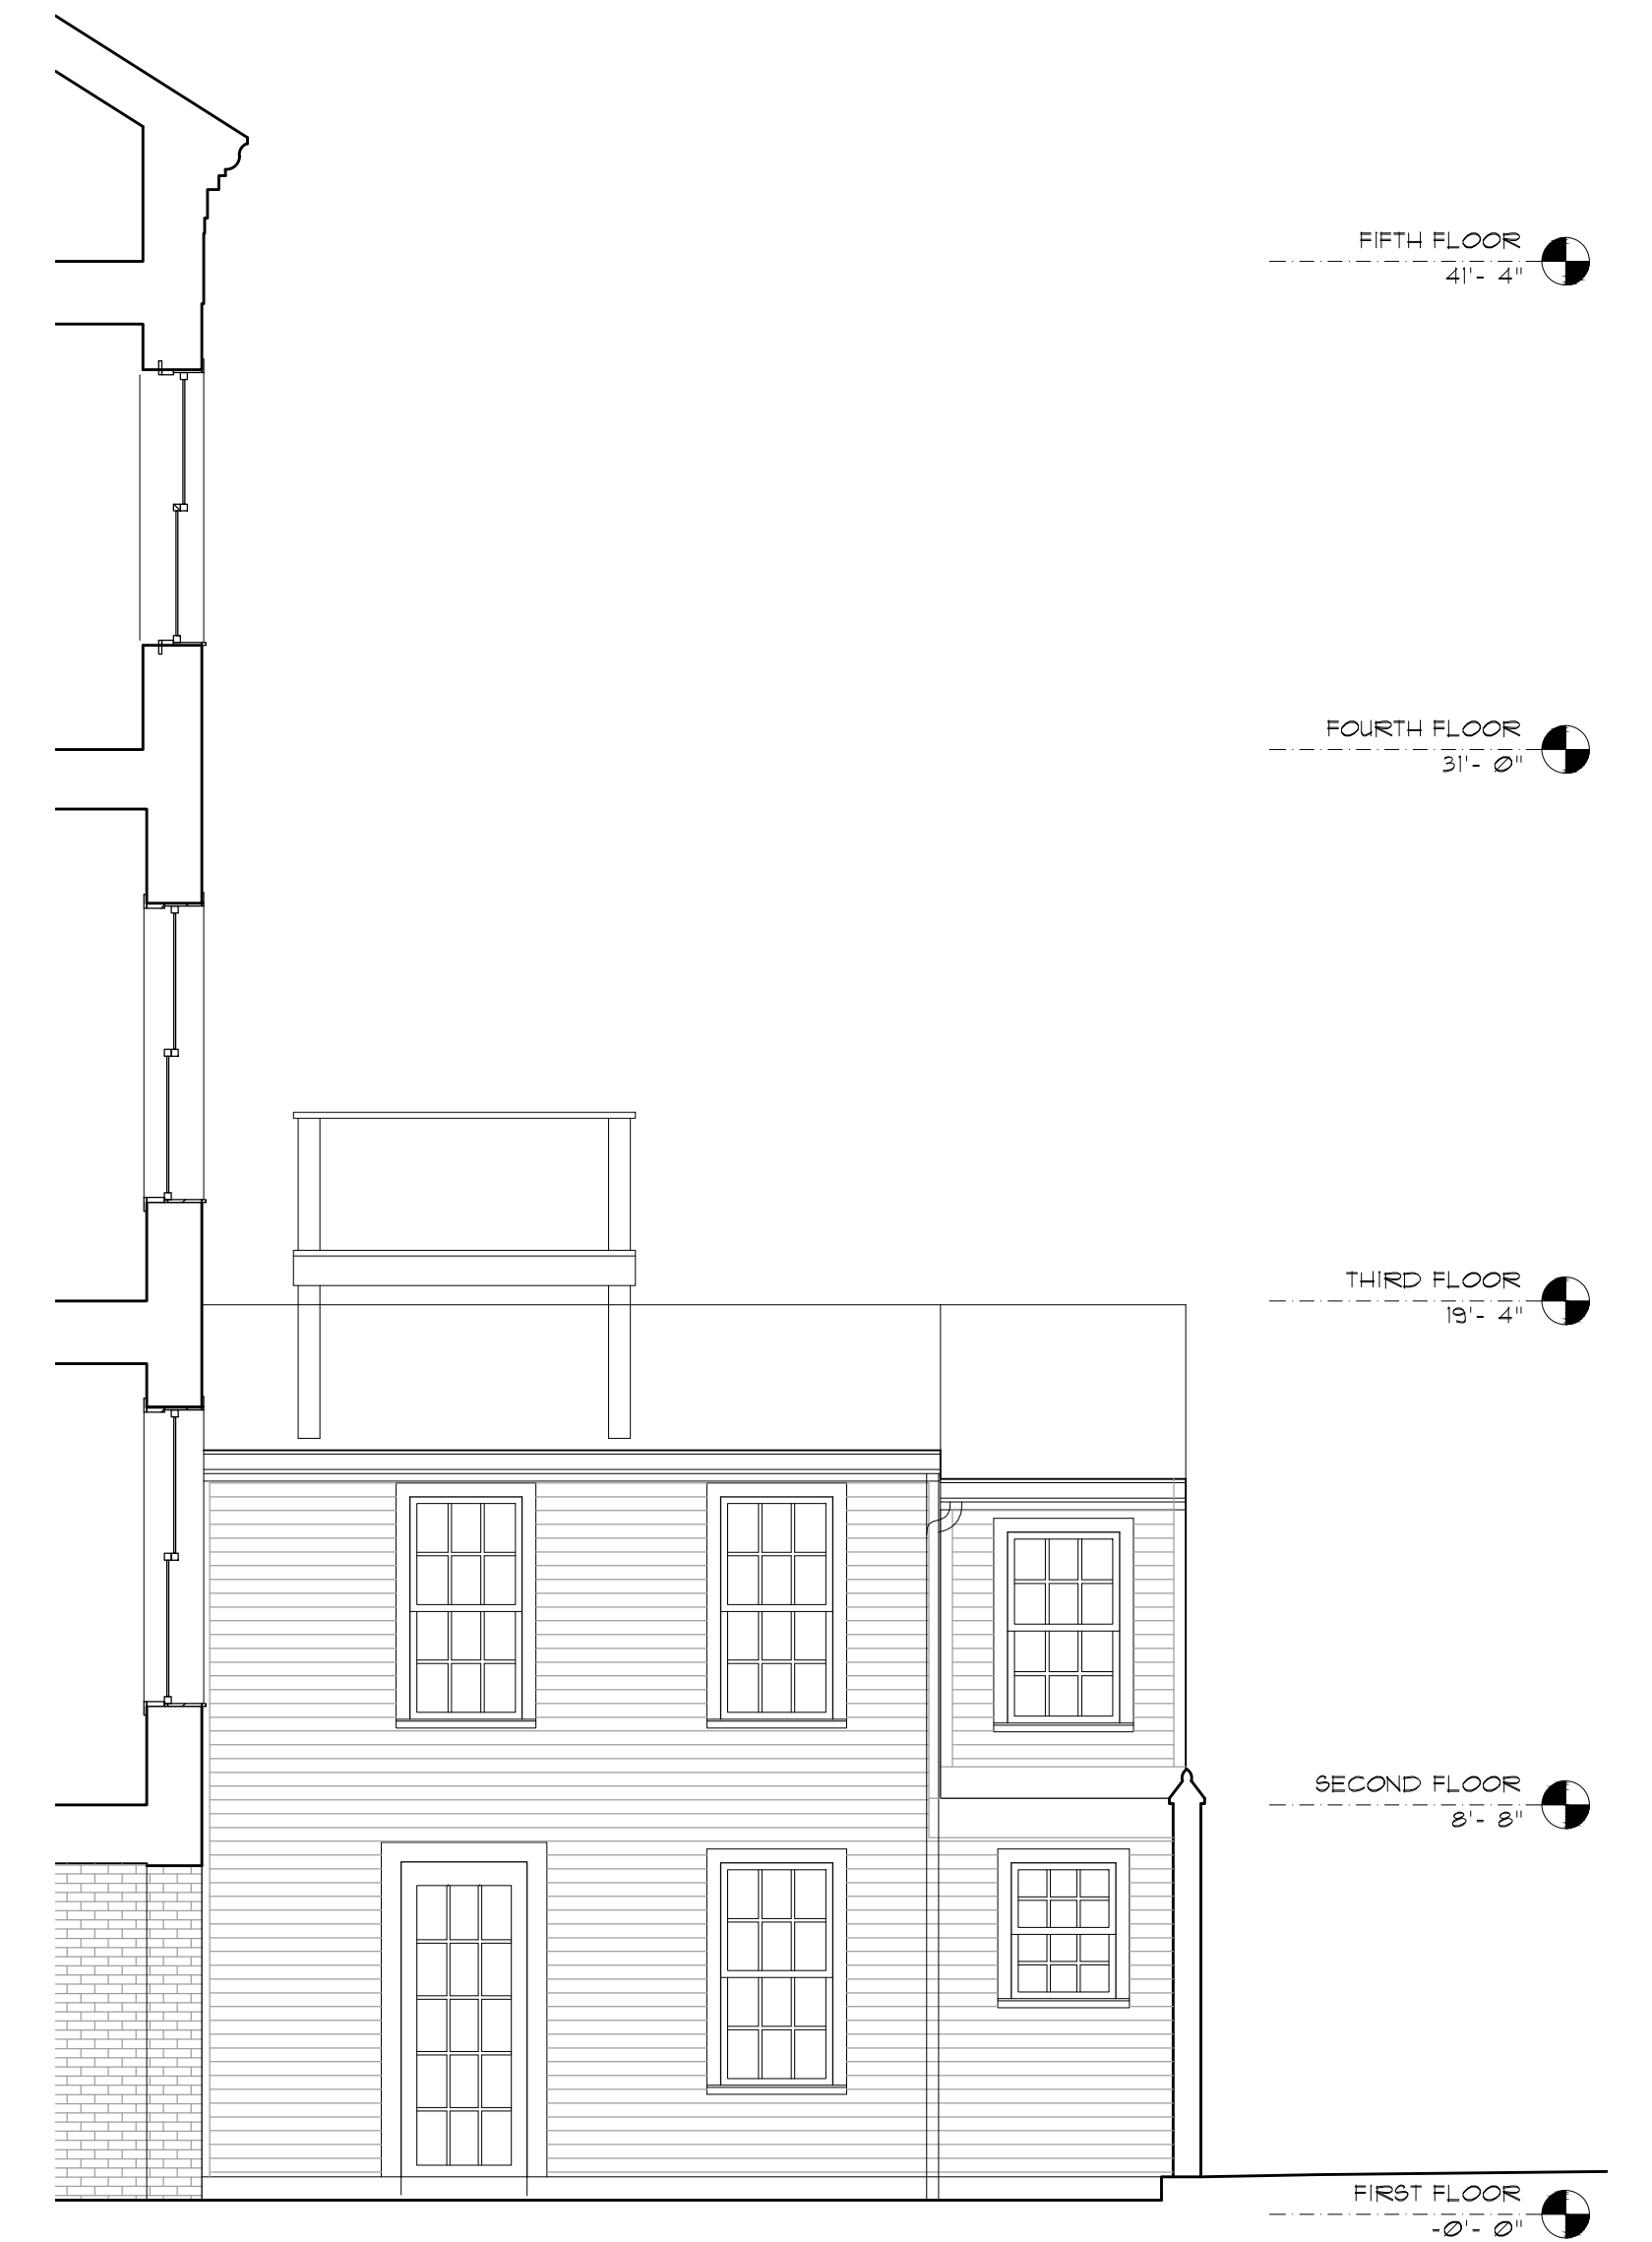 FIFTH FLOOR
41'- 4"
FOURTH FLOOR
31'- 0"
THIRD FLOOR
19'- 4"
SECOND FLOOR
8'- 8"
FIRST FLOOR
-0'- 0"